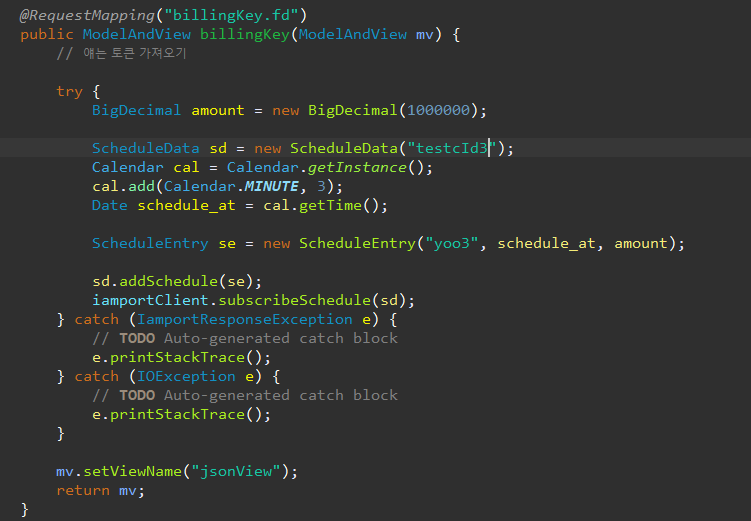 @RequestMapping("billingKey.fd")
public ModelAndView billingKey(ModelAndView mv) {
// 얘는 토큰 가져오기
try {
BigDecimal amount = new BigDecimal(1000000);
ScheduleData sd = new ScheduleData("testcId3");
Calendar cal = Calendar.getInstance();
cal.add(Calendar.MINUTE, 3);
Date schedule_at = cal.getTime();
ScheduleEntry se = new ScheduleEntry("yoo3", schedule_at, amount);
sd.addSchedule(se);
iamportClient.subscribeSchedule(sd);
} catch (IamportResponseException e) {
// TODO Auto-generated catch block
e.printStackTrace();
} catch (IOException e) {
// TODO Auto-generated catch block
e.printStackTrace();
}
mv.setViewName("jsonView");
return mv;
}